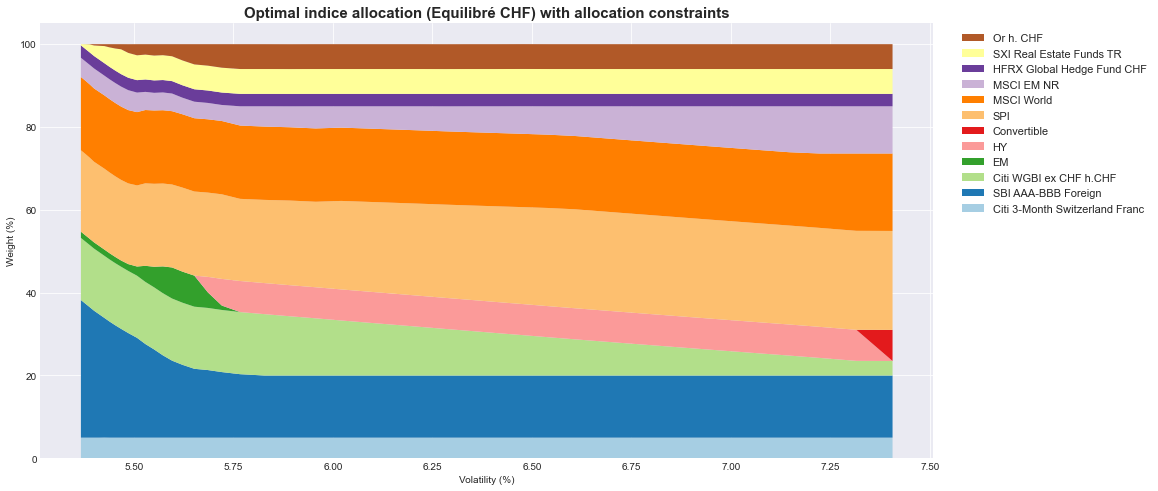 Optimal indice allocation (Equilibré CHF) with allocation constraints
100
80
60
40
20
0
Weight (%)
5.50 5.75 6.00 6.25 6.50 6.75 7.00 7.25 7.50
Volatility (%)
Or h. CHF
SXI Real Estate Funds TR
HFRX Global Hedge Fund CHF
MSCI EM NR
MSCI World
SPI
Convertible
HY
EM
Citi WGBI ex CHF h.CHF
SBI AAA-BBB Foreign
Citi 3-Month Switzerland Franc